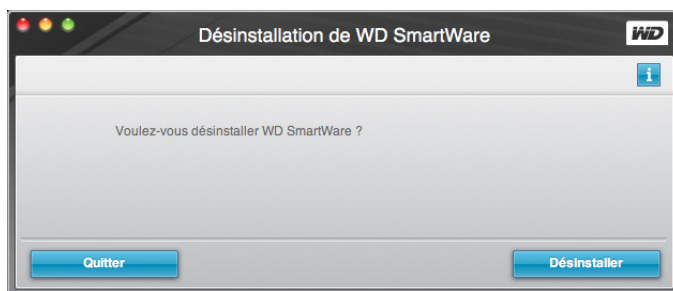 Désinstallation de WD SmartWare
WD
i
Voulez-vous désinstaller WD SmartWare ?
Quitter
Désinstaller